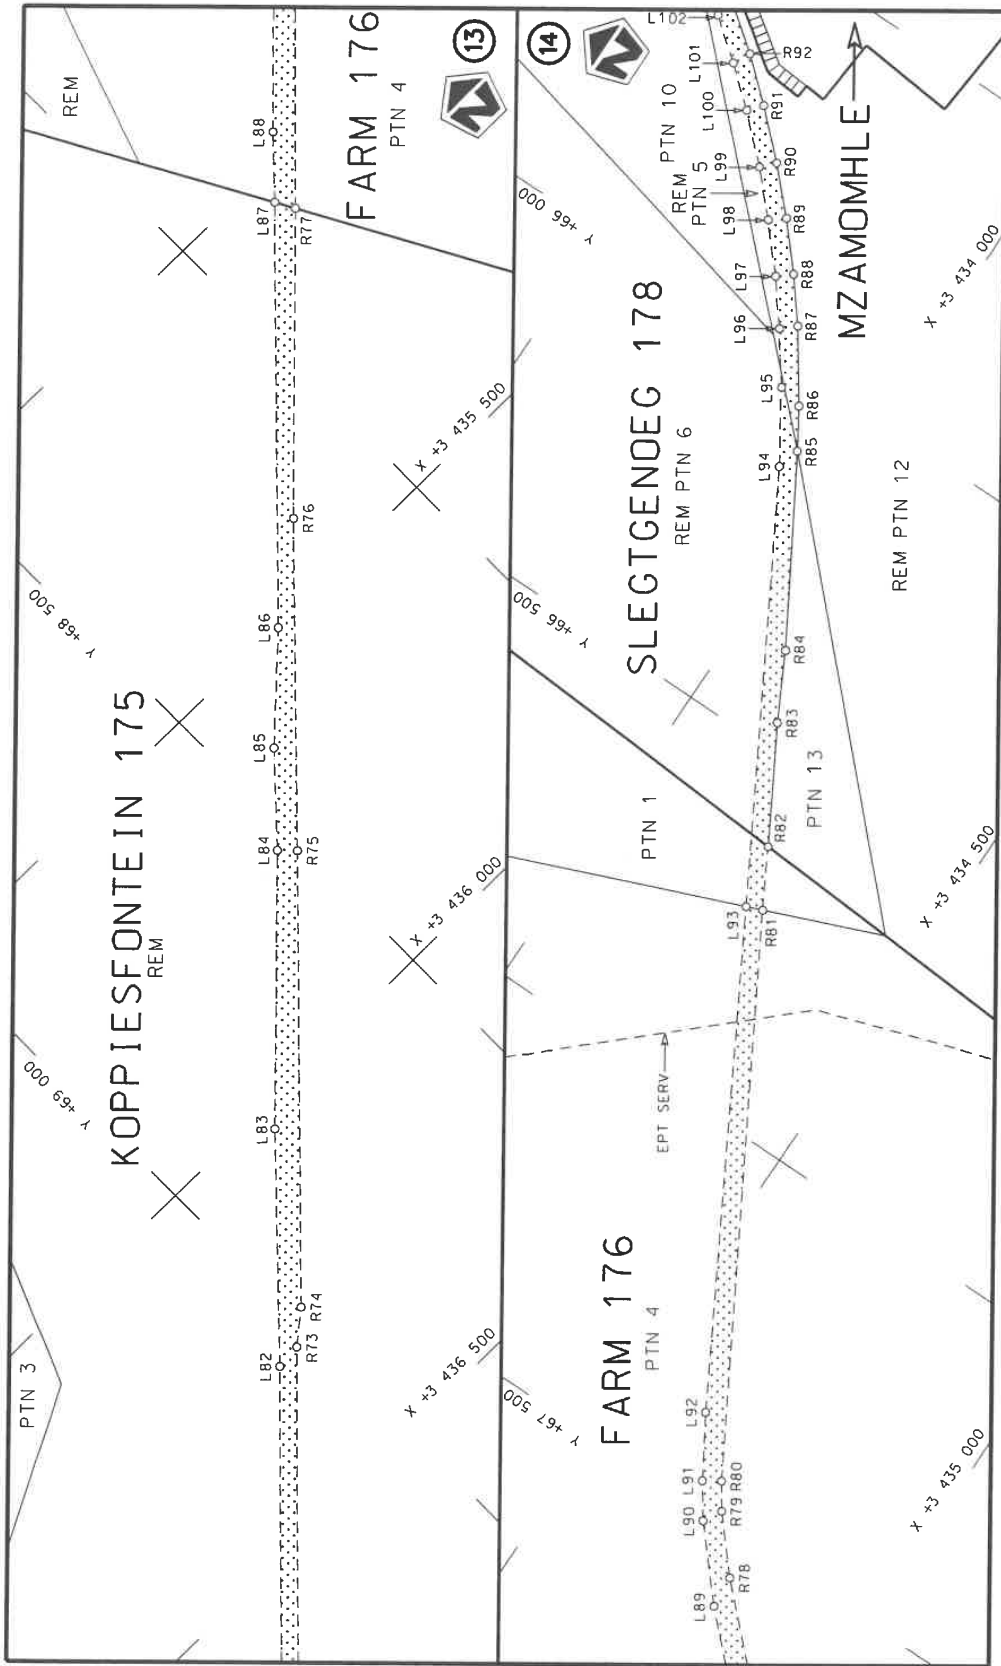 13
PTN 3
KOPPIESFONTEIN 175
REM
REM
FARM 176
PTN 4
L82
L83
L84
L85
L86
L87
L88
R73
R74
R75
R76
R77
Y +69 000
Y +68 500
X +3 436 500
X +3 436 000
X +3 435 500
14
FARM 176
PTN 4
EPT SERV
PTN 1
PTN 13
SLEGTGENOEG 178
REM PTN 6
REM PTN 10
PTN 5
REM PTN 12
MZAMOMHLE
L89
L90
L91
L92
L93
L94
L95
L96
L97
L98
L99
L100
L101
L102
R78
R79
R80
R81
R82
R83
R84
R85
R86
R87
R88
R89
R90
R91
R92
Y +67 500
Y +66 500
Y +66 000
X +3 435 000
X +3 434 500
X +3 434 000